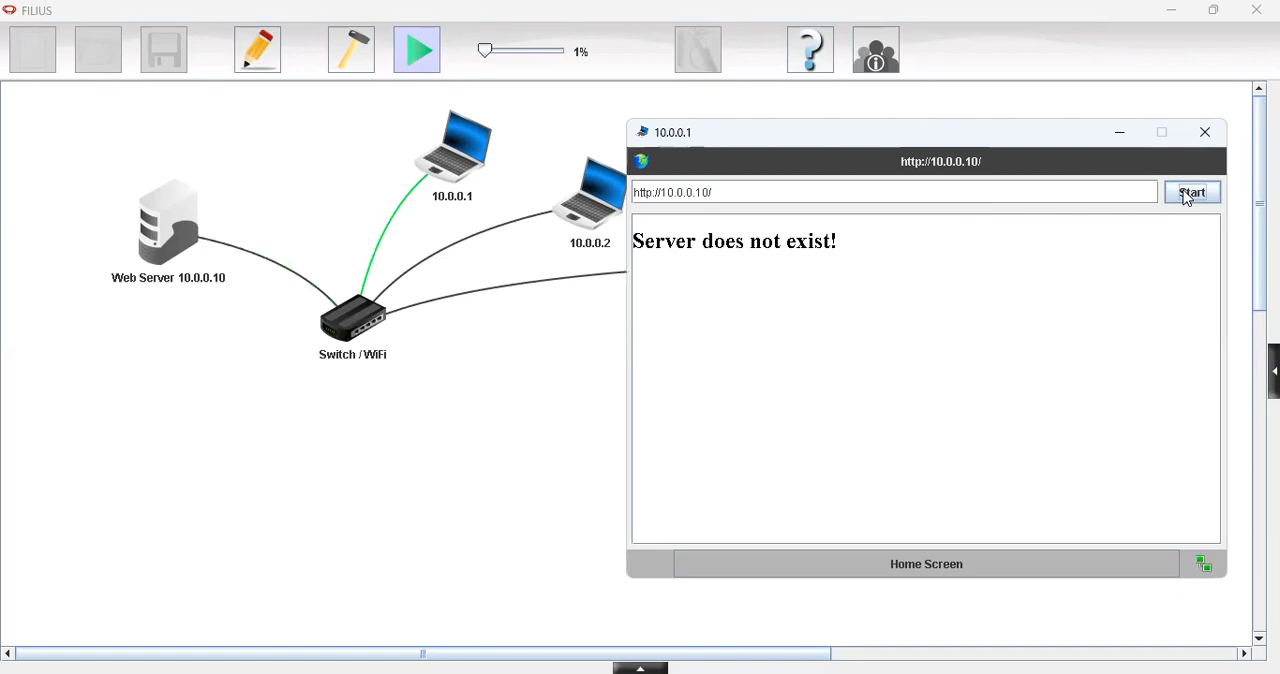 FILIUS
1%
10.0.0.1
http://10.0.0.10/
http://10.0.0.10/
Start
Server does not exist!
Home Screen
10.0.0.1
10.0.0.2
Web Server 10.0.0.10
Switch / WiFi